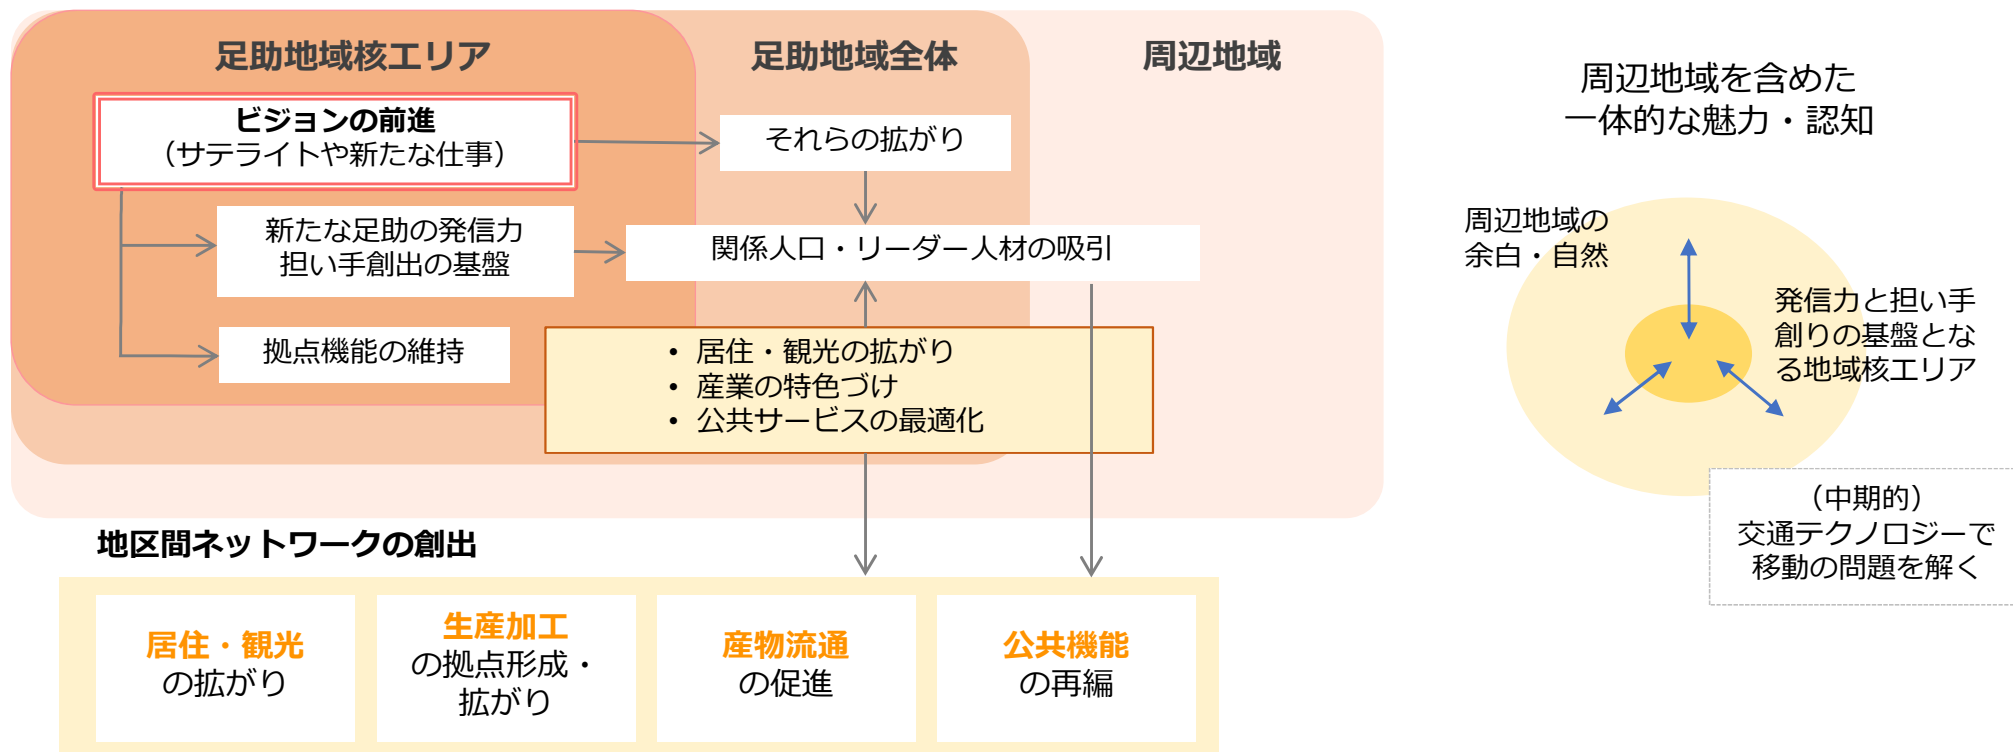 足助地域核エリア
足助地域全体
周辺地域
ビジョンの前進
（サテライトや新たな仕事）
それらの拡がり
新たな足助の発信力
担い手創出の基盤
関係人口・リーダー人材の吸引
拠点機能の維持
• 居住・観光の拡がり
• 産業の特色づけ
• 公共サービスの最適化
地区間ネットワークの創出
居住・観光
の拡がり
生産加工
の拠点形成・
拡がり
産物流通
の促進
公共機能
の再編
周辺地域を含めた
一体的な魅力・認知
周辺地域の
余白・自然
発信力と担い手
創りの基盤とな
る地域核エリア
（中期的）
交通テクノロジーで
移動の問題を解く